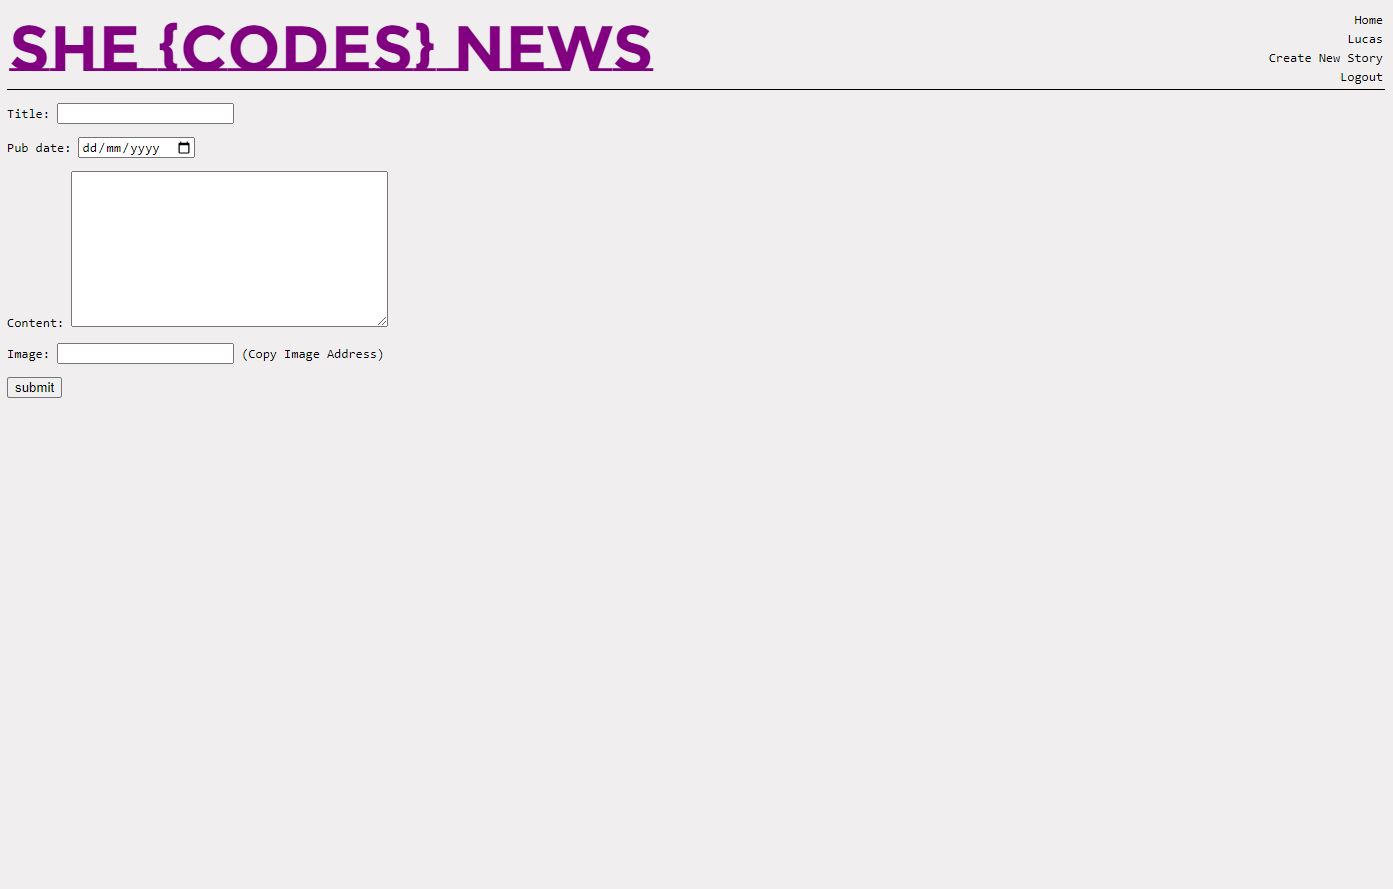 SHE {CODES} NEWS
Home
Lucas
Create New Story
Logout
Title:
Pub date: dd/mm/yyyy
Content:
Image: (Copy Image Address)
submit